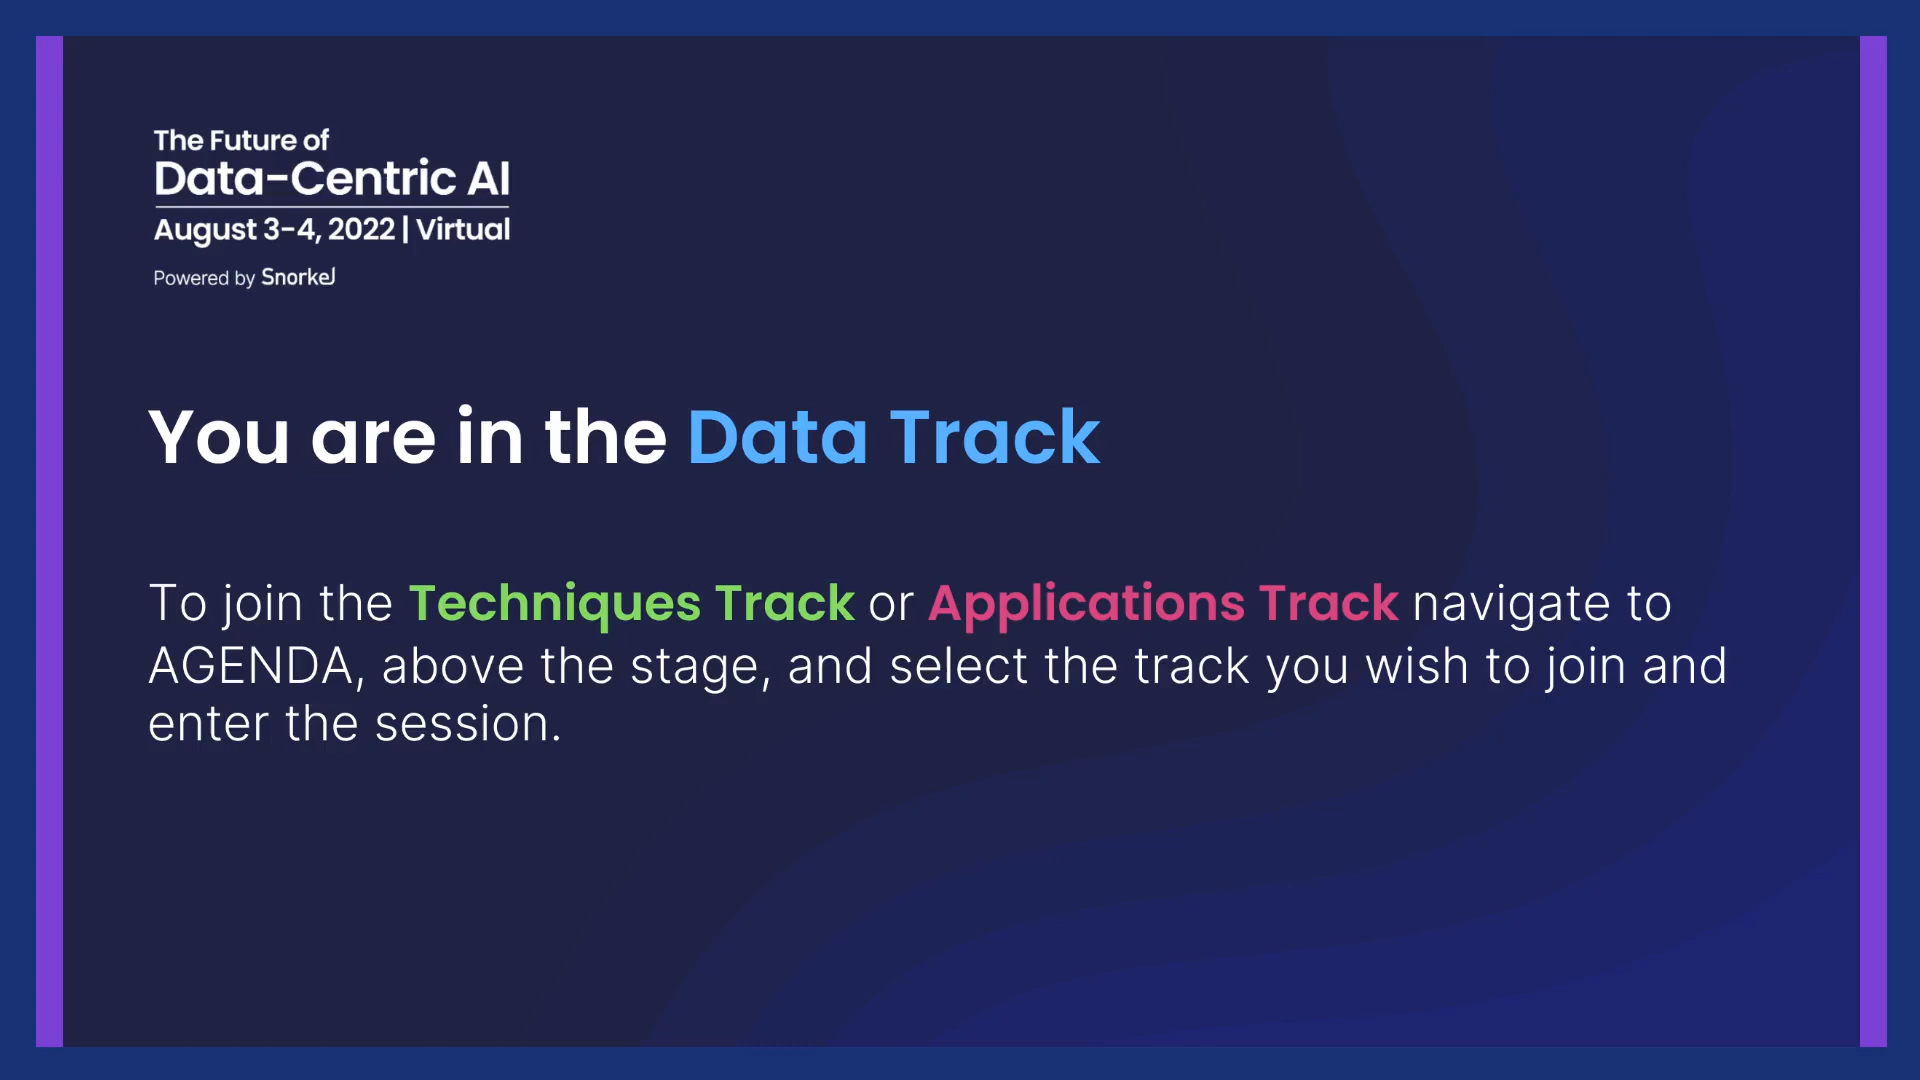 The Future of
Data-Centric AI
August 3-4, 2022 | Virtual
Powered by Snorkel
You are in the Data Track
To join the Techniques Track or Applications Track navigate to
AGENDA, above the stage, and select the track you wish to join and
enter the session.